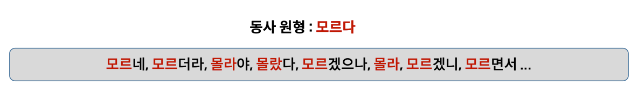 동사 원형 : 모르다
모르네, 모르더라, 몰라야, 몰랐다, 모르겠으나, 몰라, 모르겠니, 모르면서 ...